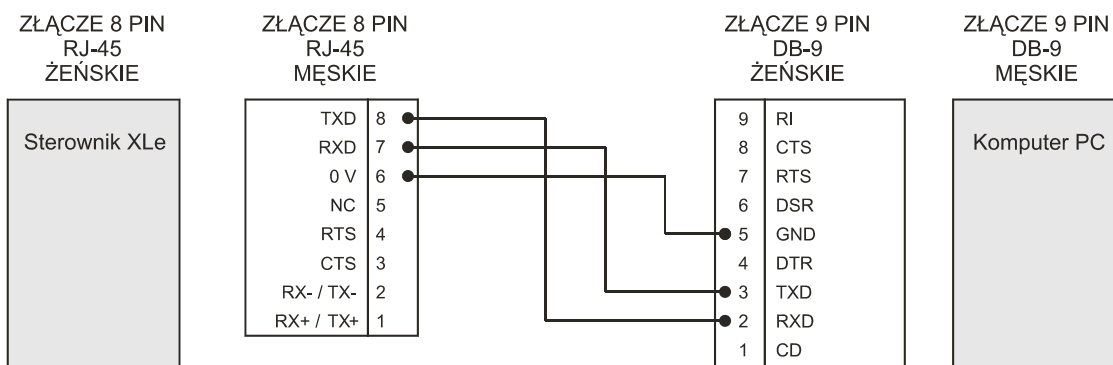 ZŁĄCZE 8 PIN
RJ-45
ŻEŃSKIE
Sterownik XLe
ZŁĄCZE 8 PIN
RJ-45
MĘSKIE
TXD 8
RXD 7
0 V 6
NC 5
RTS 4
CTS 3
RX- / TX- 2
RX+ / TX+ 1
ZŁĄCZE 9 PIN
DB-9
ŻEŃSKIE
9 RI
8 CTS
7 RTS
6 DSR
5 GND
4 DTR
3 TXD
2 RXD
1 CD
ZŁĄCZE 9 PIN
DB-9
MĘSKIE
Komputer PC